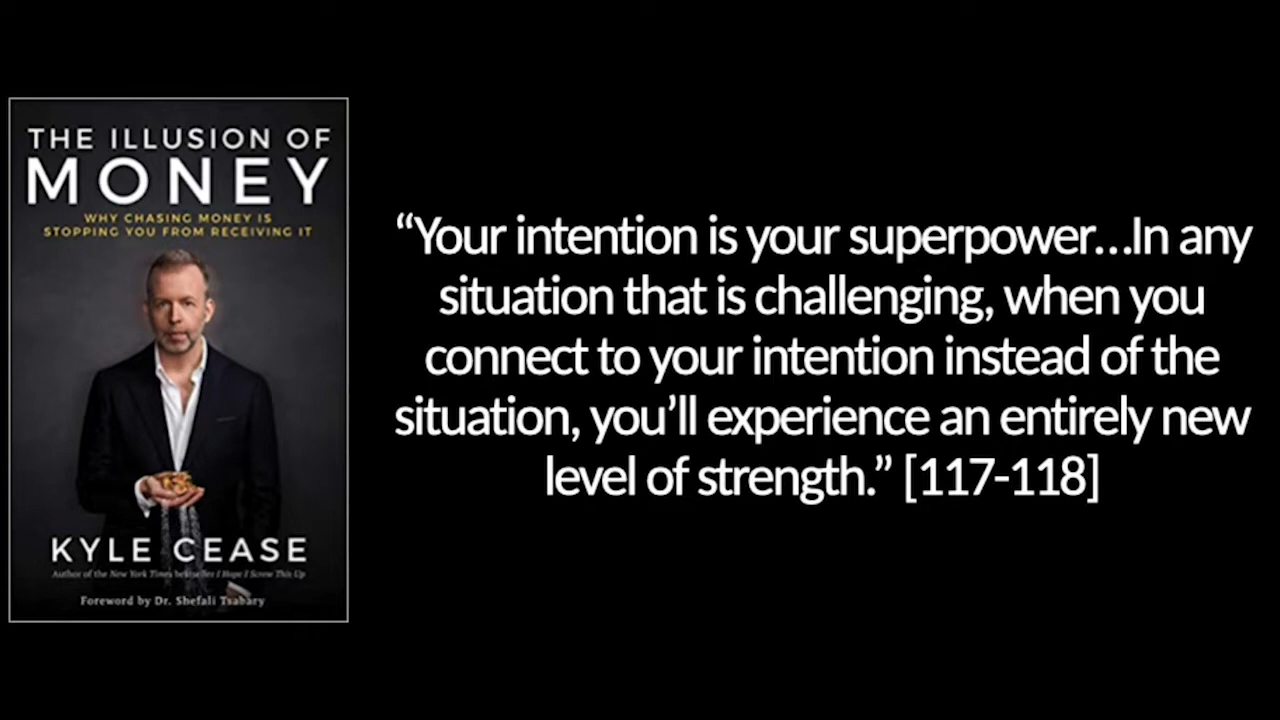 THE ILLUSION OF
MONEY
WHY CHASING MONEY IS
STOPPING YOU FROM RECEIVING IT
KYLE CEASE
Author of the New York Times bestseller I Hope I Screw This Up
Foreword by Dr. Shefali Tsabary
“Your intention is your superpower…In any
situation that is challenging, when you
connect to your intention instead of the
situation, you’ll experience an entirely new
level of strength.” [117-118]